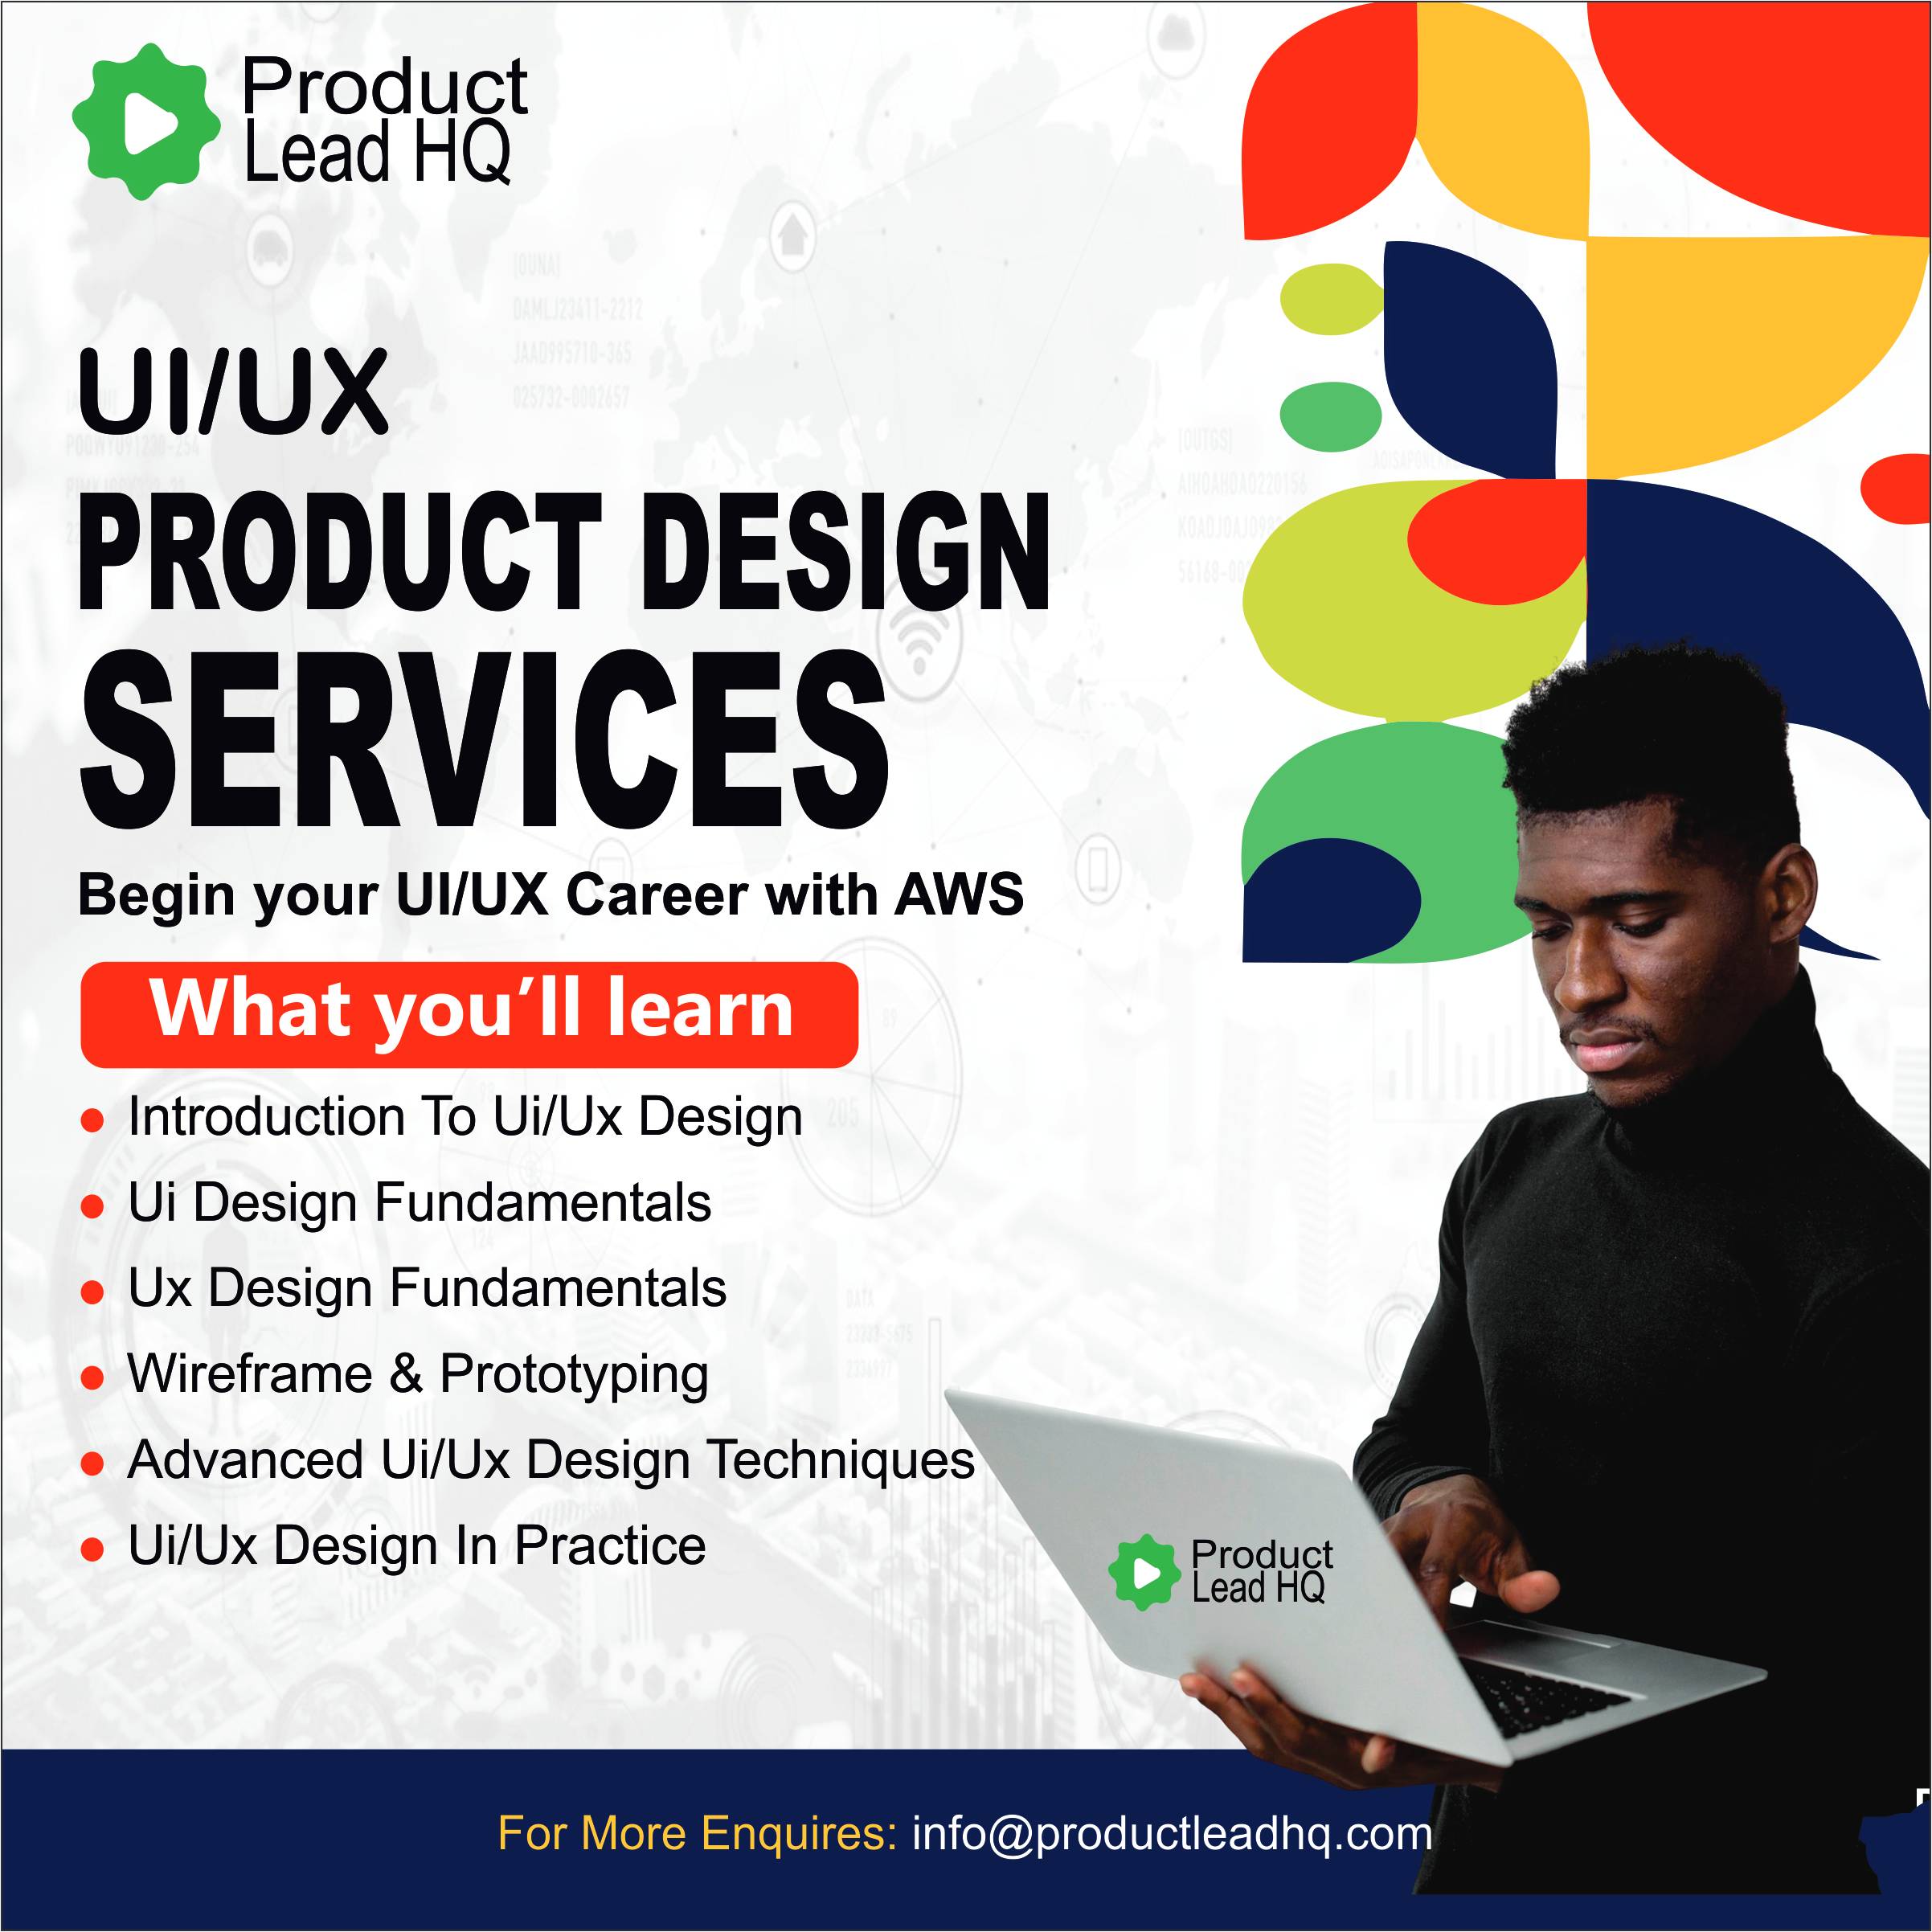 Product
Lead HQ
UI/UX
PRODUCT DESIGN
SERVICES
Begin your UI/UX Career with AWS
What you’ll learn
Introduction To Ui/Ux Design
Ui Design Fundamentals
Ux Design Fundamentals
Wireframe & Prototyping
Advanced Ui/Ux Design Techniques
Ui/Ux Design In Practice
Product
Lead HQ
For More Enquires: info@productleadhq.com